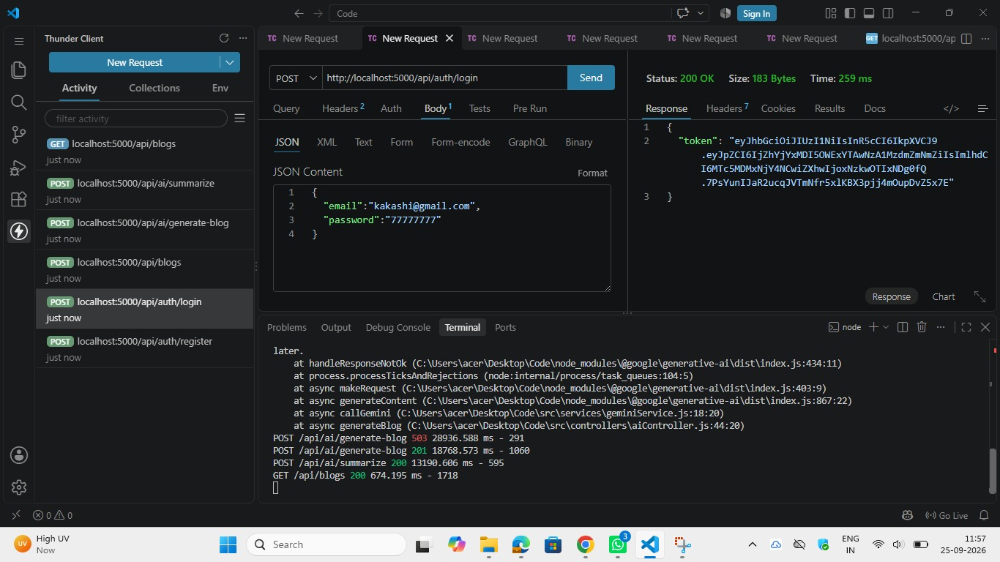 Code
Sign In
Thunder Client
New Request
Activity
Collections
Env
filter activity
GET localhost:5000/api/blogs
just now
POST localhost:5000/api/ai/summarize
just now
POST localhost:5000/api/ai/generate-blog
just now
POST localhost:5000/api/blogs
just now
POST localhost:5000/api/auth/login
just now
POST localhost:5000/api/auth/register
just now
TC New Request
TC New Request
TC New Request
TC New Request
TC New Request
TC New Request
GET localhost:5000/ap
POST
http://localhost:5000/api/auth/login
Send
Query
Headers 2
Auth
Body 1
Tests
Pre Run
JSON
XML
Text
Form
Form-encode
GraphQL
Binary
JSON Content
Format
1 {
2 "email":"kakashi@gmail.com",
3 "password":"77777777"
4 }
Status: 200 OK Size: 183 Bytes Time: 259 ms
Response
Headers 7
Cookies
Results
Docs
</>
1 {
2 "token": "eyJhbGciOiJIUzI1NiIsInR5cCI6IkpXVCJ9
.eyJpZCI6IjZhYjYxMDI5OWExYTAwNzA1MzdmZmNmZiIsImlhdC
I6MTc5MDMxNjY4NCwiZXhwIjoxNzkwOTIxNDg0fQ
.7PsYunIJaR2ucqJVTmNfr5xlKBX3pjj4mOupDvZ5x7E"
3 }
Response
Chart
Problems
Output
Debug Console
Terminal
Ports
node
later.
at handleResponseNotOk (C:\Users\acer\Desktop\Code\node_modules\@google\generative-ai\dist\index.js:434:11)
at process.processTicksAndRejections (node:internal/process/task_queues:104:5)
at async makeRequest (C:\Users\acer\Desktop\Code\node_modules\@google\generative-ai\dist\index.js:403:9)
at async generateContent (C:\Users\acer\Desktop\Code\node_modules\@google\generative-ai\dist\index.js:867:22)
at async callGemini (C:\Users\acer\Desktop\Code\src\services\geminiService.js:18:20)
at async generateBlog (C:\Users\acer\Desktop\Code\src\controllers\aiController.js:44:20)
POST /api/ai/generate-blog 503 28936.588 ms - 291
POST /api/ai/generate-blog 201 18768.573 ms - 1060
POST /api/ai/summarize 200 13190.606 ms - 595
GET /api/blogs 200 674.195 ms - 1718
0 0
Go Live
UV
High UV
Now
Search
3
ENG
IN
11:57
25-09-2026